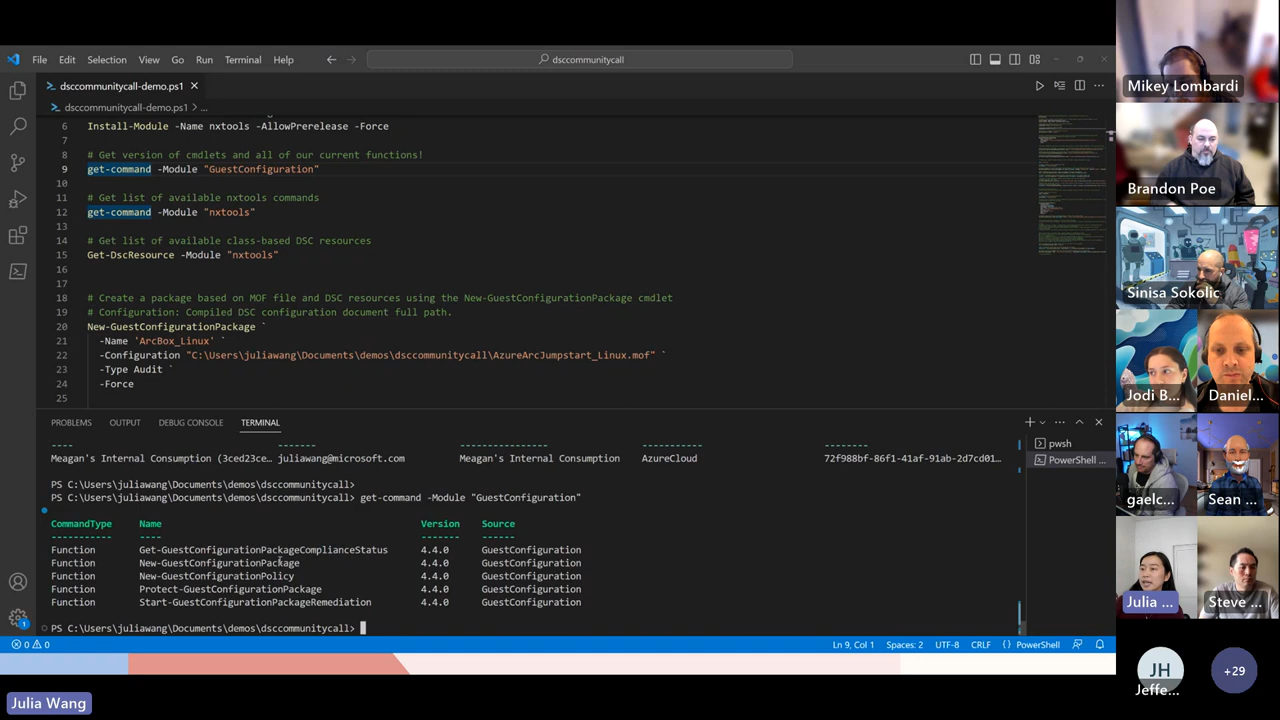 File Edit Selection View Go Run Terminal Help
dsccommunitycall
dsccommunitycall-demo.ps1
dsccommunitycall-demo.ps1 > ...
6 Install-Module -Name nxtools -AllowPrerelease -Force
7
8 # Get version of cmdlets and all of our current functions!
9 get-command -Module "GuestConfiguration"
10
11 # Get list of available nxtools commands
12 get-command -Module "nxtools"
13
14 # Get list of available class-based DSC resources
15 Get-DscResource -Module "nxtools"
16
17
18 # Create a package based on MOF file and DSC resources using the New-GuestConfigurationPackage cmdlet
19 # Configuration: Compiled DSC configuration document full path.
20 New-GuestConfigurationPackage `
21 -Name 'ArcBox_Linux' `
22 -Configuration "C:\Users\juliawang\Documents\demos\dsccommunitycall\AzureArcJumpstart_Linux.mof" `
23 -Type Audit `
24 -Force
25
PROBLEMS OUTPUT DEBUG CONSOLE TERMINAL
pwsh
PowerShell ...
---- ------- ---------------- ----------- --------
Meagan's Internal Consumption (3ced23ce… juliawang@microsoft.com Meagan's Internal Consumption AzureCloud 72f988bf-86f1-41af-91ab-2d7cd01…
PS C:\Users\juliawang\Documents\demos\dsccommunitycall>
PS C:\Users\juliawang\Documents\demos\dsccommunitycall> get-command -Module "GuestConfiguration"
CommandType Name Version Source
----------- ---- ------- ------
Function Get-GuestConfigurationPackageComplianceStatus 4.4.0 GuestConfiguration
Function New-GuestConfigurationPackage 4.4.0 GuestConfiguration
Function New-GuestConfigurationPolicy 4.4.0 GuestConfiguration
Function Protect-GuestConfigurationPackage 4.4.0 GuestConfiguration
Function Start-GuestConfigurationPackageRemediation 4.4.0 GuestConfiguration
PS C:\Users\juliawang\Documents\demos\dsccommunitycall>
1
0 0 Ln 9, Col 1 Spaces: 2 UTF-8 CRLF { } PowerShell
Julia Wang
Mikey Lombardi
Brandon Poe
Sinisa Sokolic
Jodi B... Daniel...
gaelc... Sean ...
Julia ... Steve ...
JH +29
Jeffe...